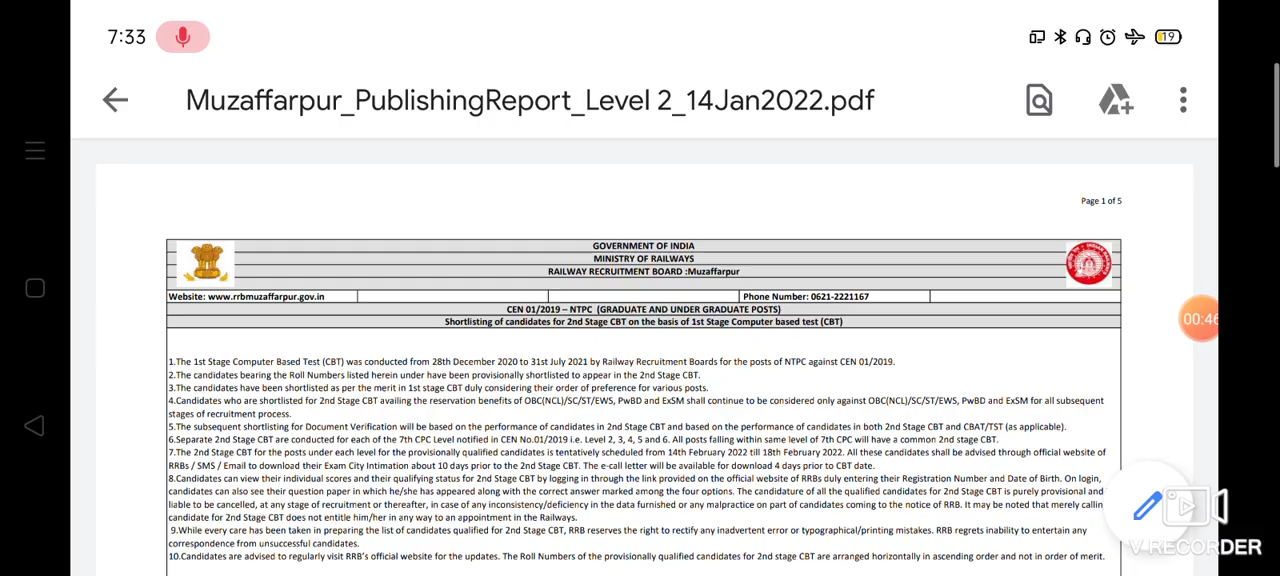 7:33
19
Muzaffarpur_PublishingReport_Level 2_14Jan2022.pdf
Page 1 of 5
GOVERNMENT OF INDIA
MINISTRY OF RAILWAYS
RAILWAY RECRUITMENT BOARD :Muzaffarpur
Website: www.rrbmuzaffarpur.gov.in Phone Number: 0621-2221167
CEN 01/2019 – NTPC (GRADUATE AND UNDER GRADUATE POSTS)
Shortlisting of candidates for 2nd Stage CBT on the basis of 1st Stage Computer based test (CBT)
00:46
1.The 1st Stage Computer Based Test (CBT) was conducted from 28th December 2020 to 31st July 2021 by Railway Recruitment Boards for the posts of NTPC against CEN 01/2019.
2.The candidates bearing the Roll Numbers listed herein under have been provisionally shortlisted to appear in the 2nd Stage CBT.
3.The candidates have been shortlisted as per the merit in 1st stage CBT duly considering their order of preference for various posts.
4.Candidates who are shortlisted for 2nd Stage CBT availing the reservation benefits of OBC(NCL)/SC/ST/EWS, PwBD and ExSM shall continue to be considered only against OBC(NCL)/SC/ST/EWS, PwBD and ExSM for all subsequent
stages of recruitment process.
5.The subsequent shortlisting for Document Verification will be based on the performance of candidates in 2nd Stage CBT and based on the performance of candidates in both 2nd Stage CBT and CBAT/TST (as applicable).
6.Separate 2nd Stage CBT are conducted for each of the 7th CPC Level notified in CEN No.01/2019 i.e. Level 2, 3, 4, 5 and 6. All posts falling within same level of 7th CPC will have a common 2nd stage CBT.
7.The 2nd Stage CBT for the posts under each level for the provisionally qualified candidates is tentatively scheduled from 14th February 2022 till 18th February 2022. All these candidates shall be advised through official website of
RRBs / SMS / Email to download their Exam City Intimation about 10 days prior to the 2nd Stage CBT. The e-call letter will be available for download 4 days prior to CBT date.
8.Candidates can view their individual scores and their qualifying status for 2nd Stage CBT by logging in through the link provided on the official website of RRBs duly entering their Registration Number and Date of Birth. On login,
candidates can also see their question paper in which he/she has appeared along with the correct answer marked among the four options. The candidature of all the qualified candidates for 2nd Stage CBT is purely provisional and
liable to be cancelled, at any stage of recruitment or thereafter, in case of any inconsistency/deficiency in the data furnished or any malpractice on part of candidates coming to the notice of RRB. It may be noted that merely calling
candidate for 2nd Stage CBT does not entitle him/her in any way to an appointment in the Railways.
9.While every care has been taken in preparing the list of candidates qualified for 2nd Stage CBT, RRB reserves the right to rectify any inadvertent error or typographical/printing mistakes. RRB regrets inability to entertain any
correspondence from unsuccessful candidates.
10.Candidates are advised to regularly visit RRB's official website for the updates. The Roll Numbers of the provisionally qualified candidates for 2nd stage CBT are arranged horizontally in ascending order and not in order of merit.
V RECORDER